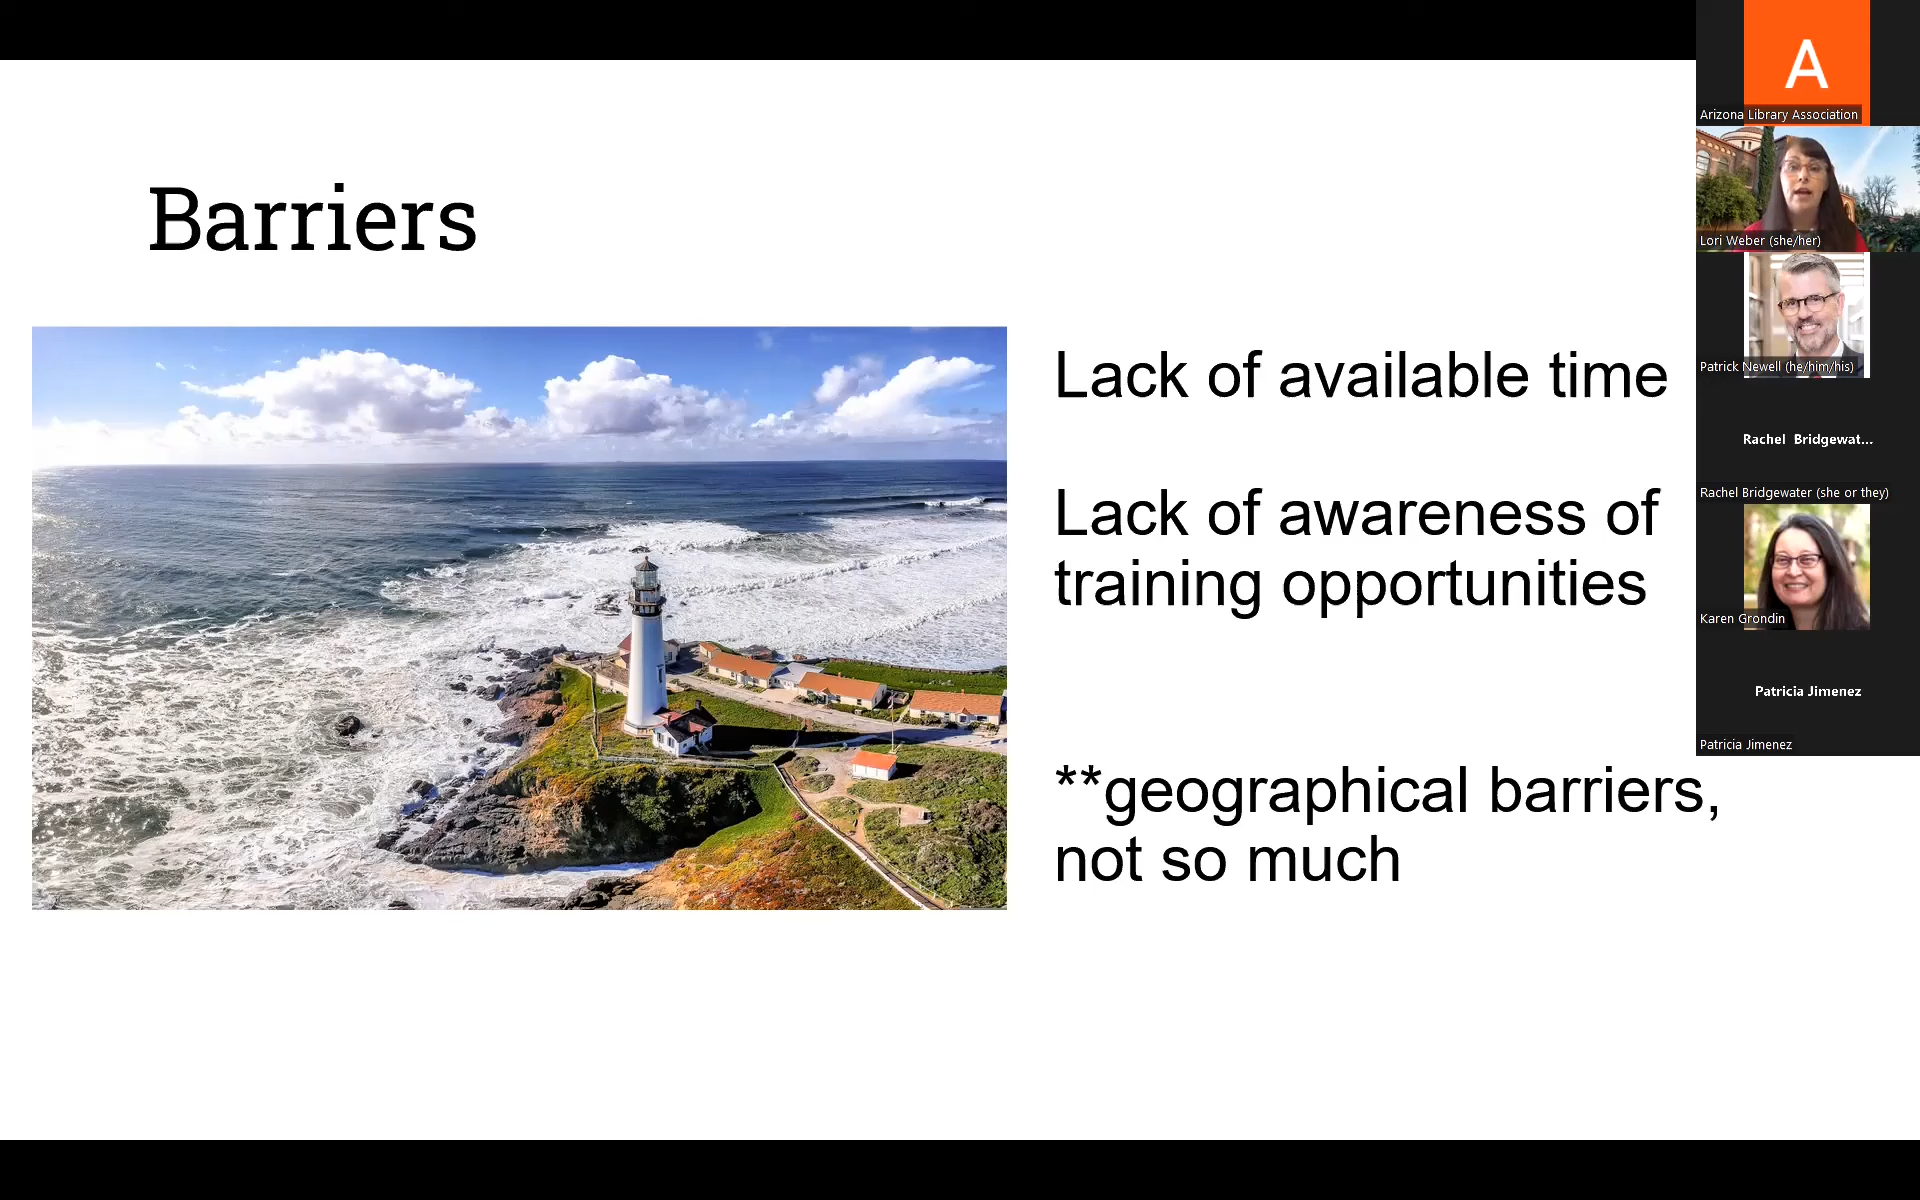 Barriers
Lack of available time
Lack of awareness of
training opportunities
**geographical barriers,
not so much
A
Arizona Library Association
Lori Weber (she/her)
Patrick Newell (he/him/his)
Rachel Bridgewat...
Rachel Bridgewater (she or they)
Karen Grondin
Patricia Jimenez
Patricia Jimenez